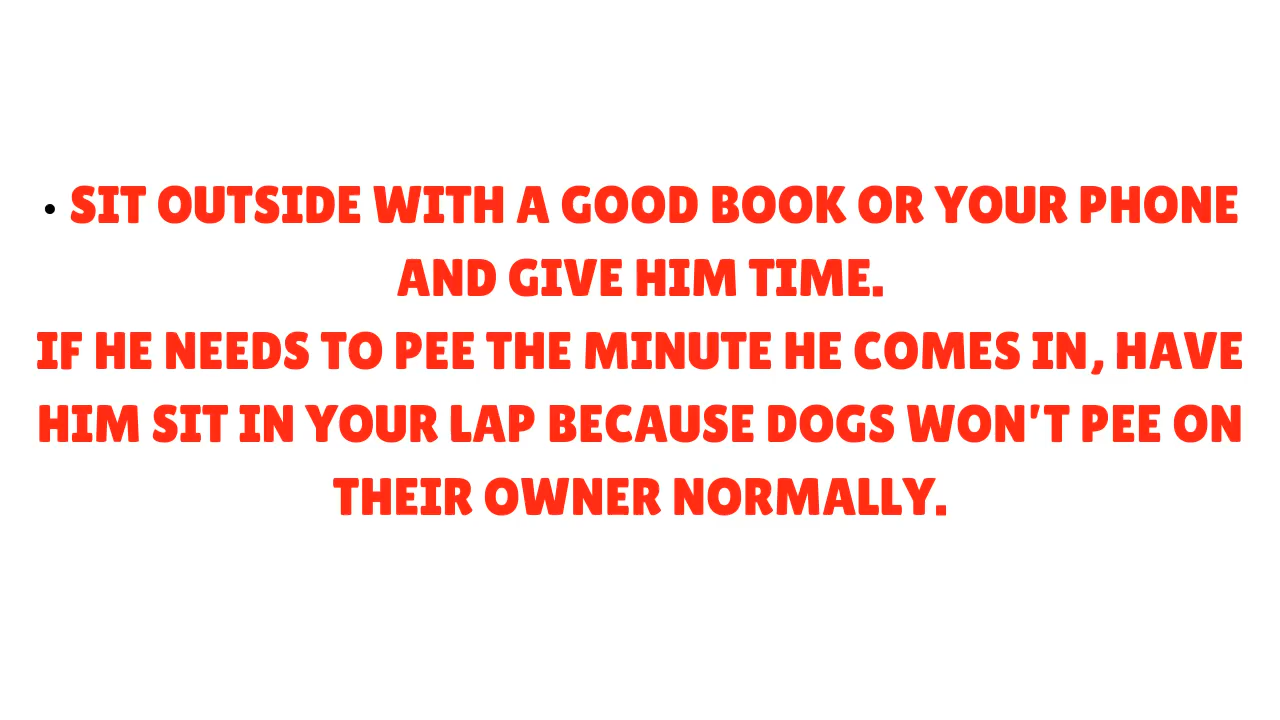 • SIT OUTSIDE WITH A GOOD BOOK OR YOUR PHONE
AND GIVE HIM TIME.
IF HE NEEDS TO PEE THE MINUTE HE COMES IN, HAVE
HIM SIT IN YOUR LAP BECAUSE DOGS WON'T PEE ON
THEIR OWNER NORMALLY.